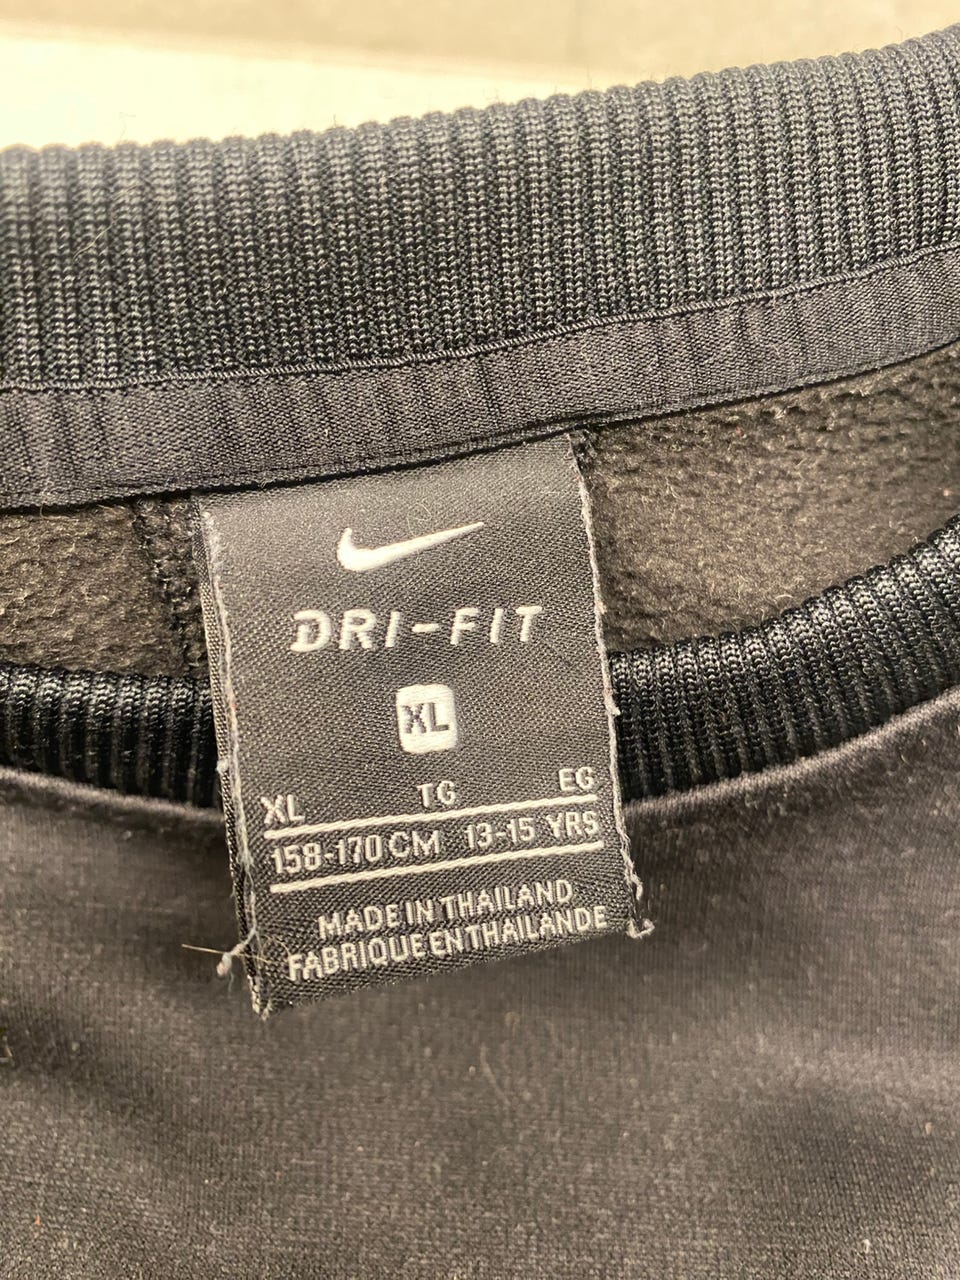 DRI-FIT
XL
XL TG EG
158-170 CM 13-15 YRS
MADE IN THAILAND
FABRIQUE EN THAILANDE